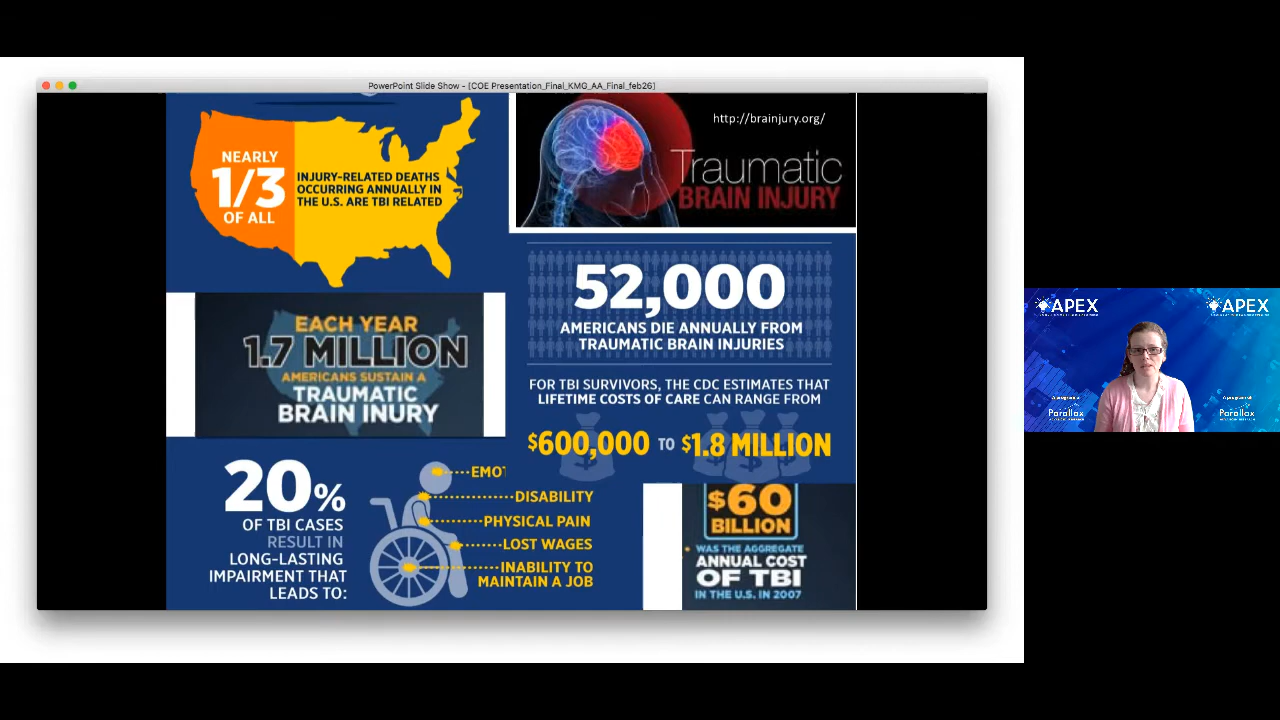 PowerPoint Slide Show - [COE Presentation_Final_KMG_AA_Final_feb26]
NEARLY
1/3
OF ALL
INJURY-RELATED DEATHS
OCCURRING ANNUALLY IN
THE U.S. ARE TBI RELATED
http://brainjury.org/
Traumatic
BRAIN INJURY
EACH YEAR
1.7 MILLION
AMERICANS SUSTAIN A
TRAUMATIC
BRAIN INURY
52,000
AMERICANS DIE ANNUALLY FROM
TRAUMATIC BRAIN INJURIES
FOR TBI SURVIVORS, THE CDC ESTIMATES THAT
LIFETIME COSTS OF CARE CAN RANGE FROM
$600,000 TO $1.8 MILLION
20%
OF TBI CASES
RESULT IN
LONG-LASTING
IMPAIRMENT THAT
LEADS TO:
EMOT
DISABILITY
PHYSICAL PAIN
LOST WAGES
INABILITY TO
MAINTAIN A JOB
$60
BILLION
WAS THE AGGREGATE
ANNUAL COST
OF TBI
IN THE U.S. IN 2007
APEX
APEX
Parallax
Parallax